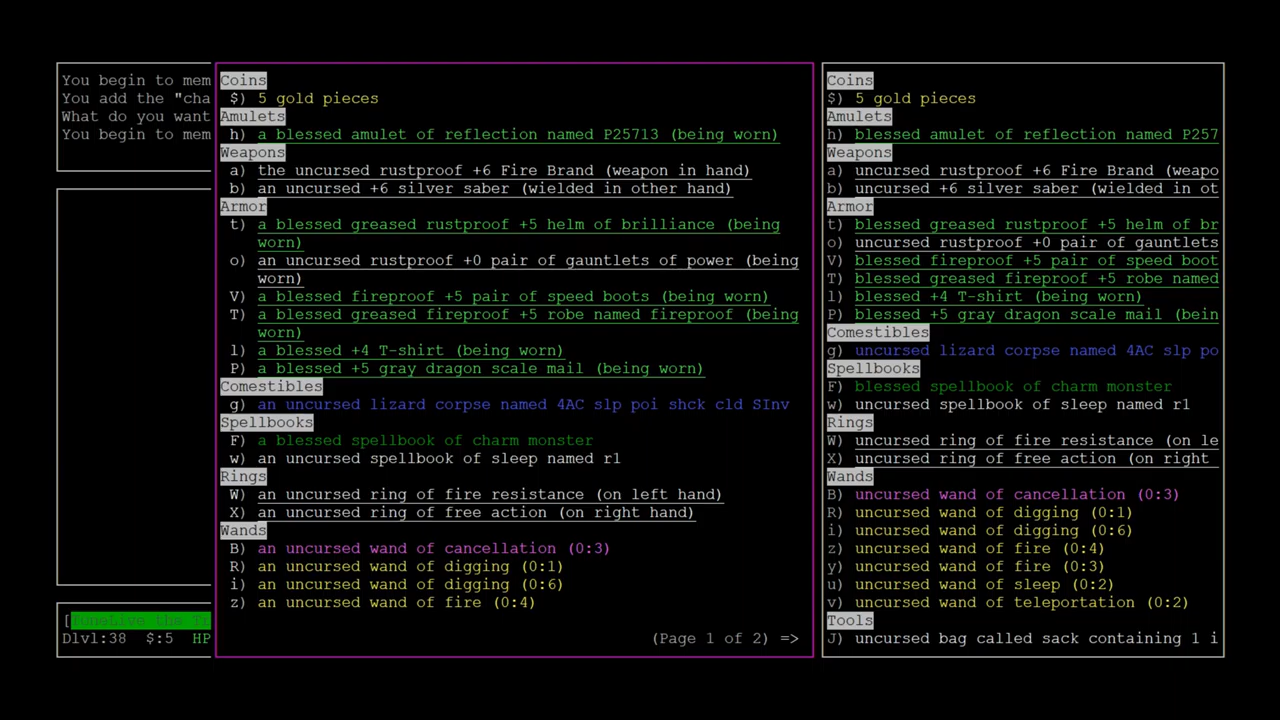 You begin to mem
You add the "cha
What do you want
You begin to mem
Dlvl:38 $:5 HP
Coins
$) 5 gold pieces
Amulets
h) a blessed amulet of reflection named P25713 (being worn)
Weapons
a) the uncursed rustproof +6 Fire Brand (weapon in hand)
b) an uncursed +6 silver saber (wielded in other hand)
Armor
t) a blessed greased rustproof +5 helm of brilliance (being
worn)
o) an uncursed rustproof +0 pair of gauntlets of power (being
worn)
V) a blessed fireproof +5 pair of speed boots (being worn)
T) a blessed greased fireproof +5 robe named fireproof (being
worn)
l) a blessed +4 T-shirt (being worn)
P) a blessed +5 gray dragon scale mail (being worn)
Comestibles
g) an uncursed lizard corpse named 4AC slp poi shck cld SInv
Spellbooks
F) a blessed spellbook of charm monster
w) an uncursed spellbook of sleep named r1
Rings
W) an uncursed ring of fire resistance (on left hand)
X) an uncursed ring of free action (on right hand)
Wands
B) an uncursed wand of cancellation (0:3)
R) an uncursed wand of digging (0:1)
i) an uncursed wand of digging (0:6)
z) an uncursed wand of fire (0:4)
(Page 1 of 2) =>
Coins
$) 5 gold pieces
Amulets
h) blessed amulet of reflection named P257
Weapons
a) uncursed rustproof +6 Fire Brand (weapo
b) uncursed +6 silver saber (wielded in ot
Armor
t) blessed greased rustproof +5 helm of br
o) uncursed rustproof +0 pair of gauntlets
V) blessed fireproof +5 pair of speed boot
T) blessed greased fireproof +5 robe named
l) blessed +4 T-shirt (being worn)
P) blessed +5 gray dragon scale mail (bein
Comestibles
g) uncursed lizard corpse named 4AC slp po
Spellbooks
F) blessed spellbook of charm monster
w) uncursed spellbook of sleep named r1
Rings
W) uncursed ring of fire resistance (on le
X) uncursed ring of free action (on right
Wands
B) uncursed wand of cancellation (0:3)
R) uncursed wand of digging (0:1)
i) uncursed wand of digging (0:6)
z) uncursed wand of fire (0:4)
y) uncursed wand of fire (0:3)
u) uncursed wand of sleep (0:2)
v) uncursed wand of teleportation (0:2)
Tools
J) uncursed bag called sack containing 1 i